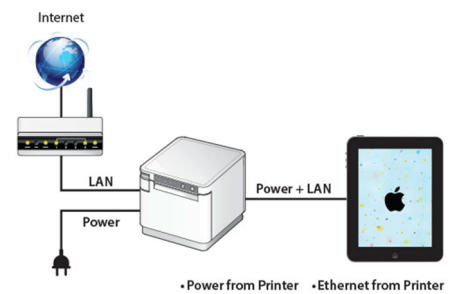 Internet
LAN
Power + LAN
Power
• Power from Printer • Ethernet from Printer